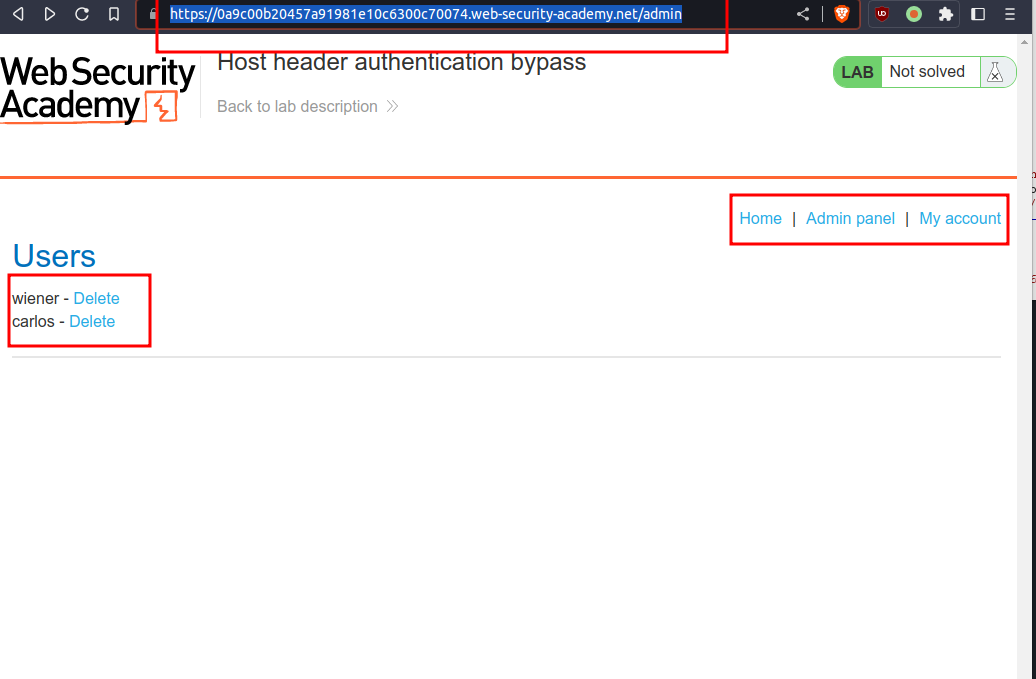 https://0a9c00b20457a91981e10c6300c70074.web-security-academy.net/admin
Web Security
Academy
Host header authentication bypass
Back to lab description
LAB Not solved
Home | Admin panel | My account
Users
wiener - Delete
carlos - Delete